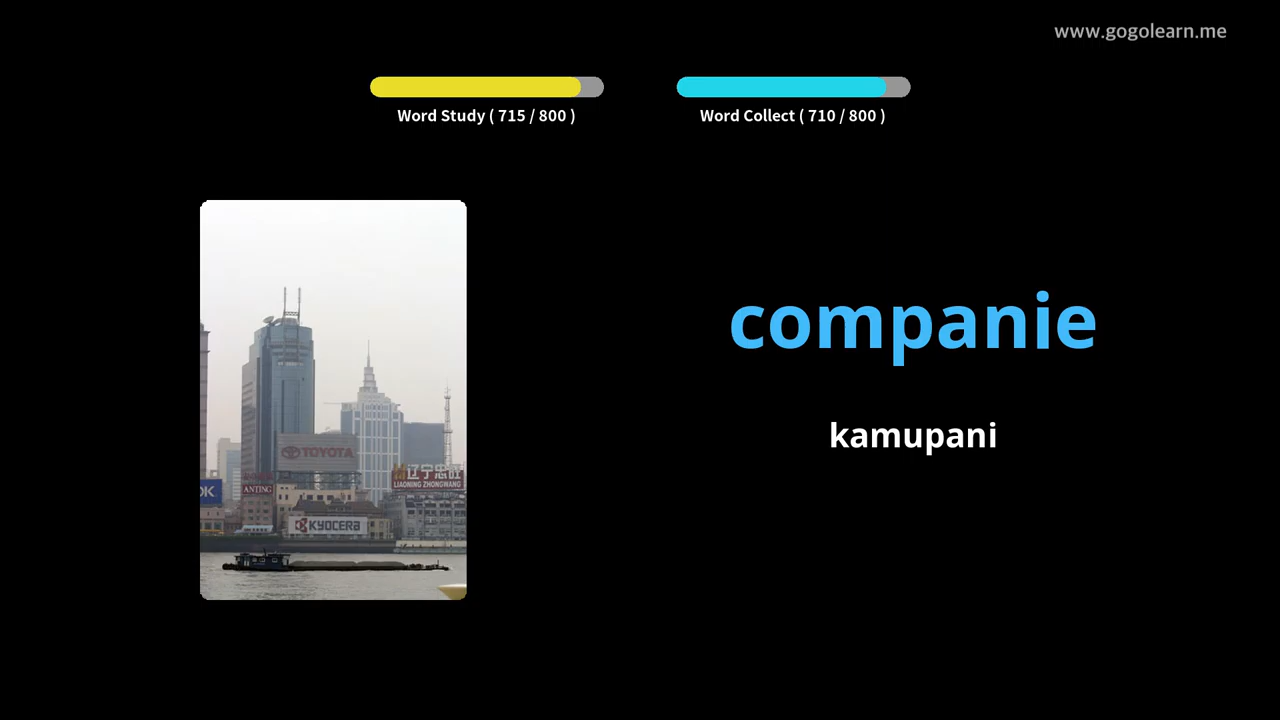 www.gogolearn.me
Word Study ( 715 / 800 )
Word Collect ( 710 / 800 )
companie
kamupani
TOYOTA
辽宁忠旺
LIAONING ZHONGWANG
ANTING
OK
KYOCERA